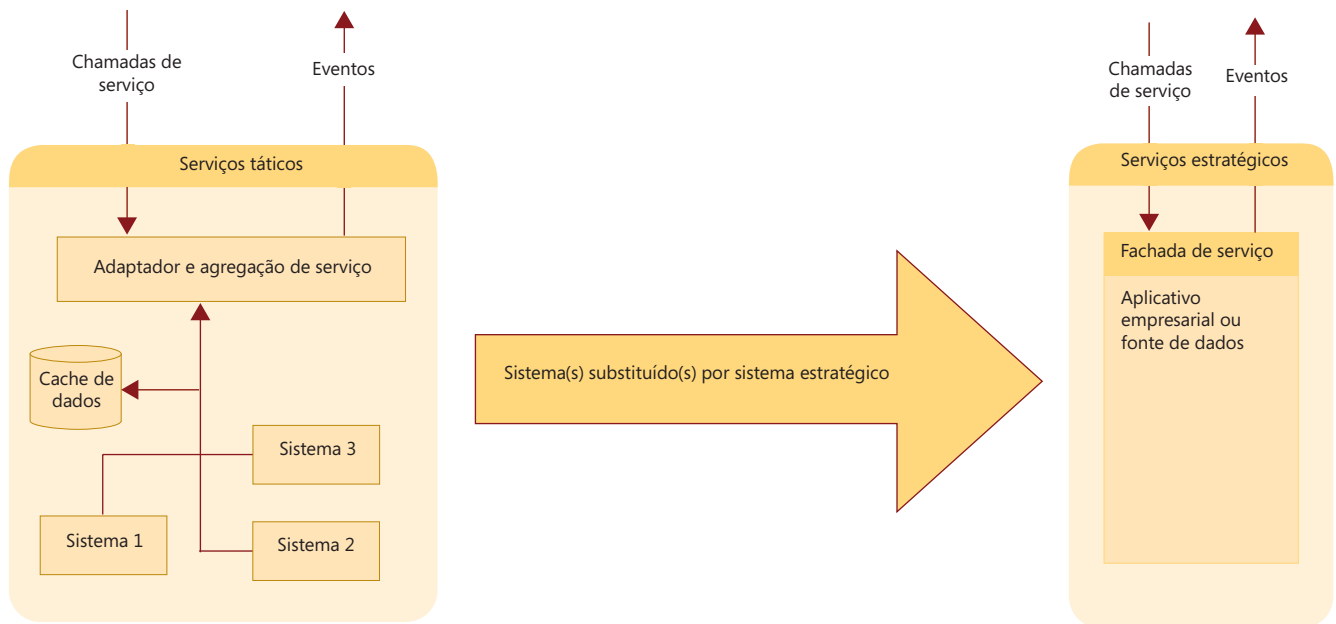 Chamadas de
serviço
Eventos
Serviços táticos
Adaptador e agregação de serviço
Cache de
dados
Sistema 3
Sistema 1
Sistema 2
Sistema(s) substituído(s) por sistema estratégico
Chamadas
de serviço
Eventos
Serviços estratégicos
Fachada de serviço
Aplicativo
empresarial ou
fonte de dados